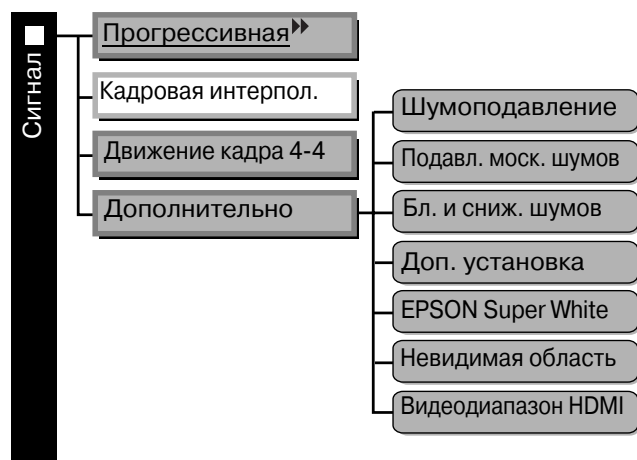 Сигнал
Прогрессивная
Кадровая интерпол.
Движение кадра 4-4
Дополнительно
Шумоподавление
Подавл. моск. шумов
Бл. и сниж. шумов
Доп. установка
EPSON Super White
Невидимая область
Видеодиапазон HDMI